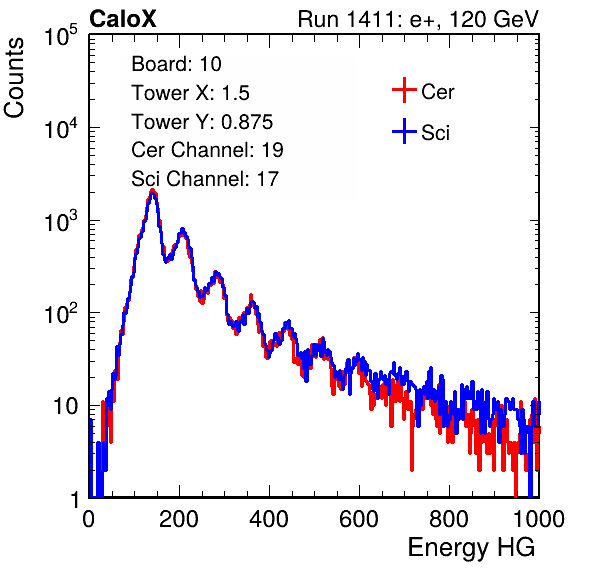 CaloX Run 1411: e+, 120 GeV
Counts
Board: 10
Tower X: 1.5
Tower Y: 0.875
Cer Channel: 19
Sci Channel: 17
Cer
Sci
10^5
10^4
10^3
10^2
10
1
0 200 400 600 800 1000
Energy HG